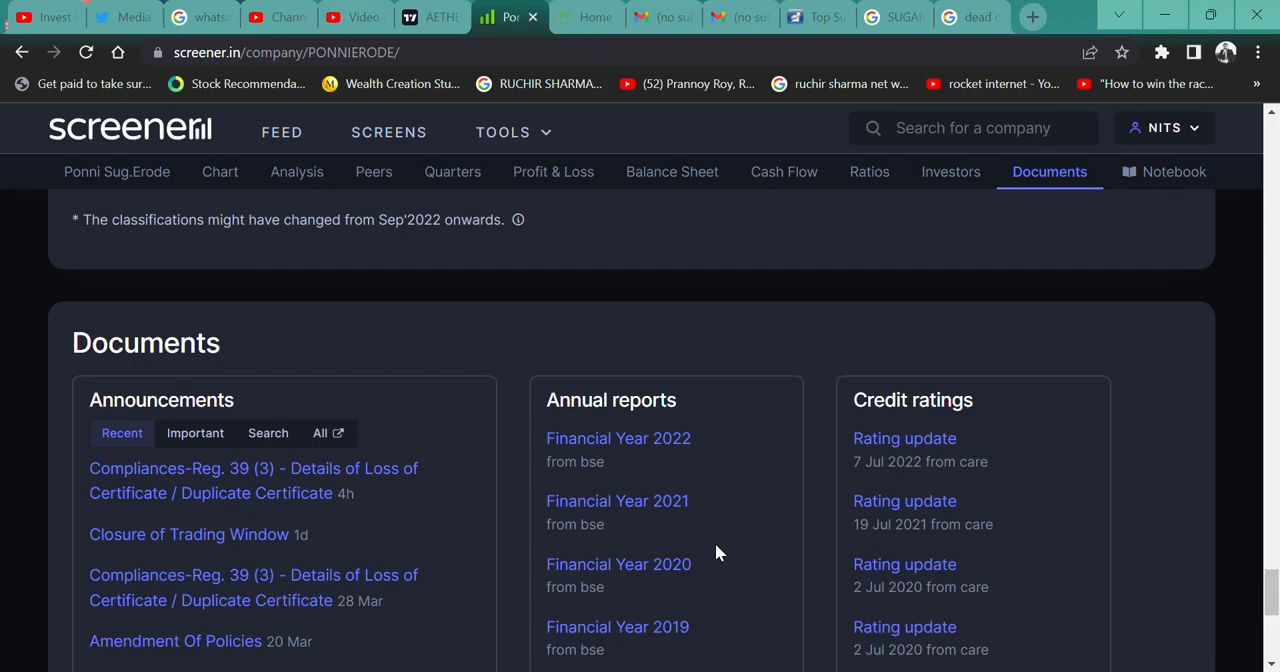 Invest
Media
whatsa
Chann
Video
AETHE
Por
Home
(no sul
(no sul
Top Su
SUGAF
dead c
screener.in/company/PONNIERODE/
Get paid to take sur...
Stock Recommenda...
Wealth Creation Stu...
RUCHIR SHARMA...
(52) Prannoy Roy, R...
ruchir sharma net w...
rocket internet - Yo...
"How to win the rac...
»
screener
FEED
SCREENS
TOOLS
Search for a company
NITS
Ponni Sug.Erode
Chart
Analysis
Peers
Quarters
Profit & Loss
Balance Sheet
Cash Flow
Ratios
Investors
Documents
Notebook
* The classifications might have changed from Sep'2022 onwards.
Documents
Announcements
Recent
Important
Search
All
Compliances-Reg. 39 (3) - Details of Loss of
Certificate / Duplicate Certificate 4h
Closure of Trading Window 1d
Compliances-Reg. 39 (3) - Details of Loss of
Certificate / Duplicate Certificate 28 Mar
Amendment Of Policies 20 Mar
Annual reports
Financial Year 2022
from bse
Financial Year 2021
from bse
Financial Year 2020
from bse
Financial Year 2019
from bse
Credit ratings
Rating update
7 Jul 2022 from care
Rating update
19 Jul 2021 from care
Rating update
2 Jul 2020 from care
Rating update
2 Jul 2020 from care